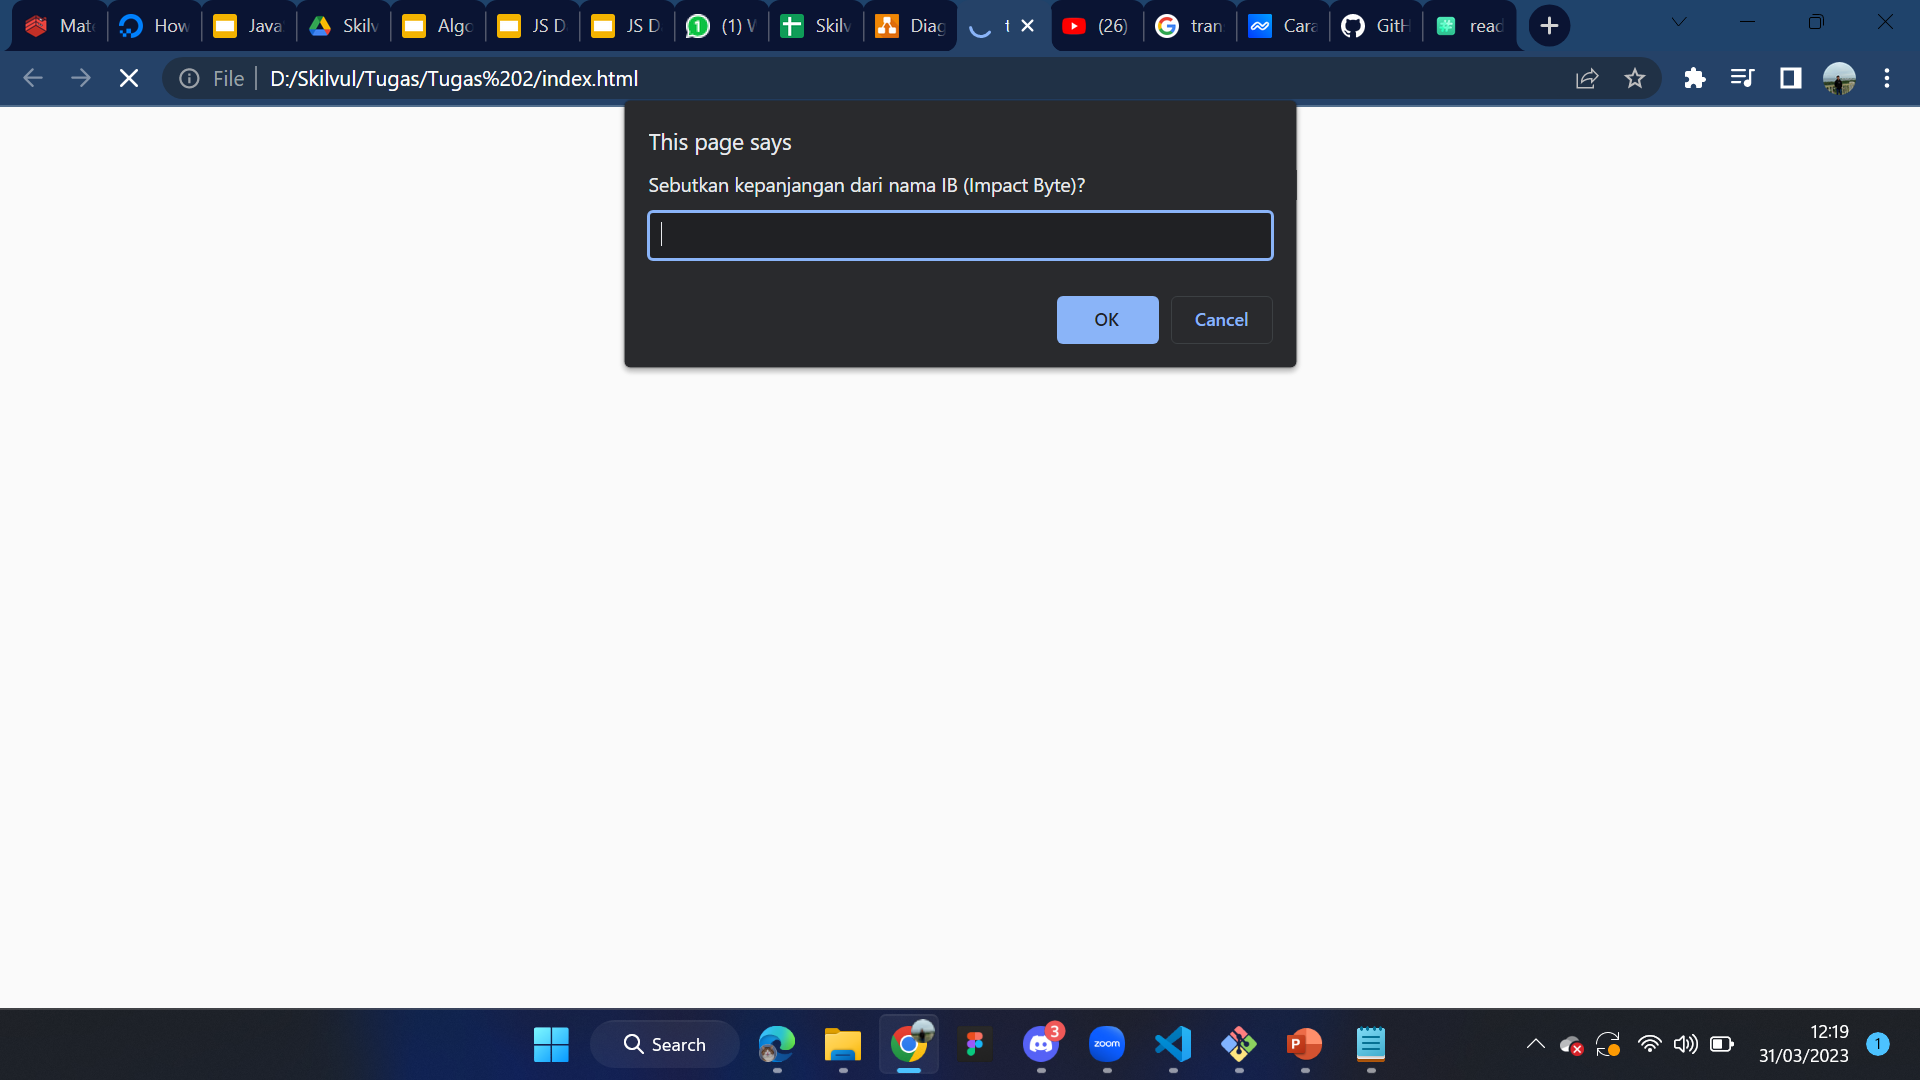 Mat
How
Java
Skilv
Algo
JS D
JS D
(1) W
Skilv
Diag
t
(26)
tran
Cara
GitH
read
File
D:/Skilvul/Tugas/Tugas%202/index.html
This page says
Sebutkan kepanjangan dari nama IB (Impact Byte)?
OK
Cancel
Search
3
zoom
12:19
31/03/2023
1